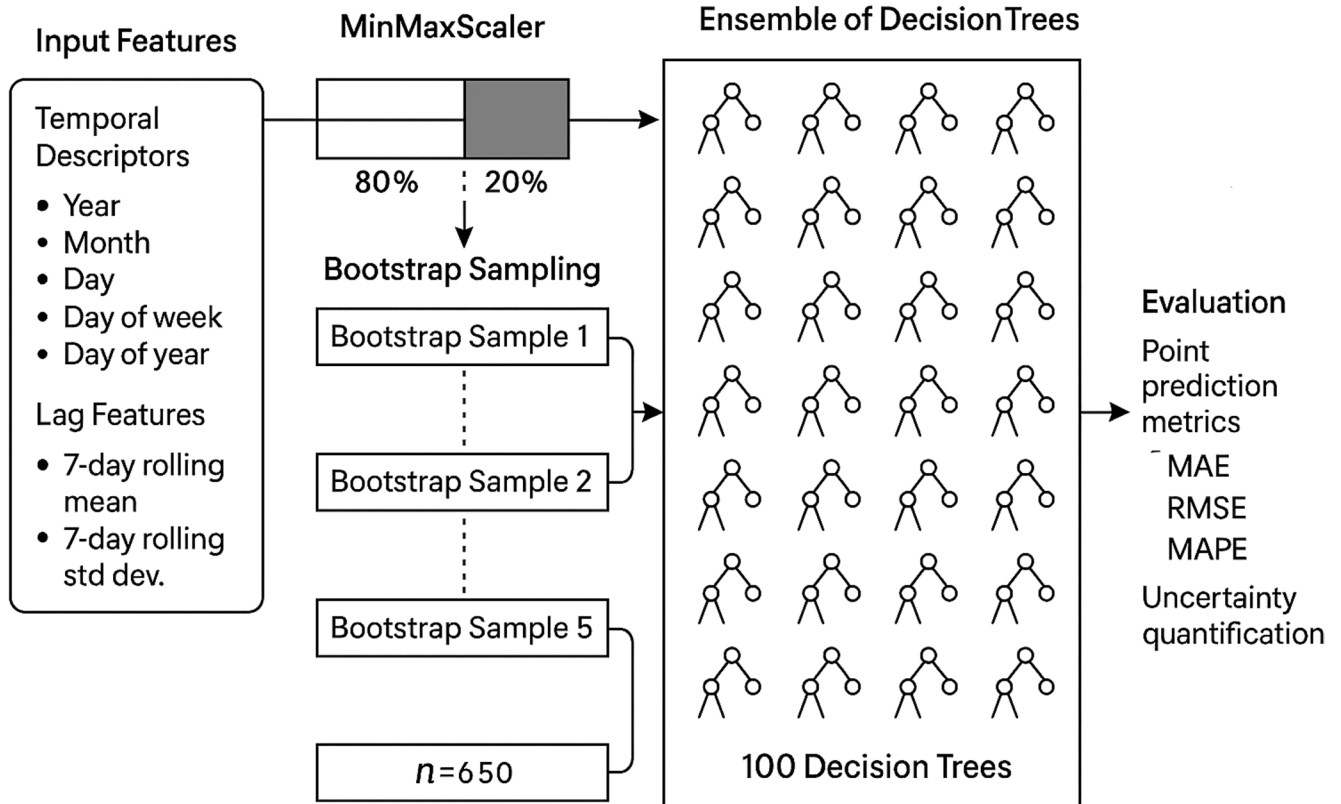 Input Features
Temporal
Descriptors
• Year
• Month
• Day
• Day of week
• Day of year
Lag Features
• 7-day rolling
mean
• 7-day rolling
std dev.
MinMaxScaler
80%
20%
Bootstrap Sampling
Bootstrap Sample 1
Bootstrap Sample 2
Bootstrap Sample 5
n=650
Ensemble of Decision Trees
100 Decision Trees
Evaluation
Point
prediction
metrics
MAE
RMSE
MAPE
Uncertainty
quantification